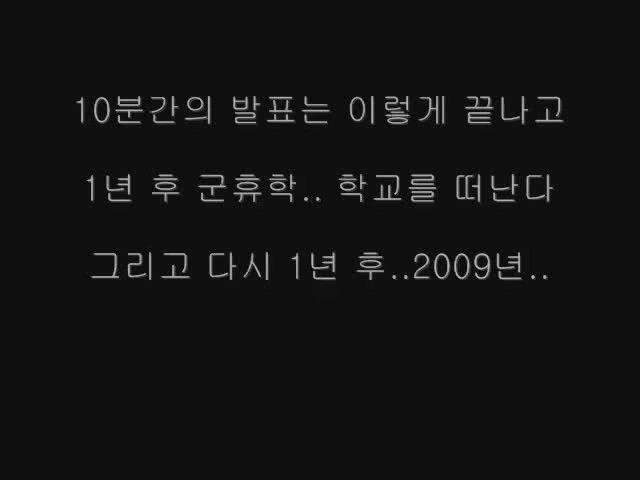 10분간의 발표는 이렇게 끝나고
1년 후 군휴학.. 학교를 떠난다
그리고 다시 1년 후..2009년..